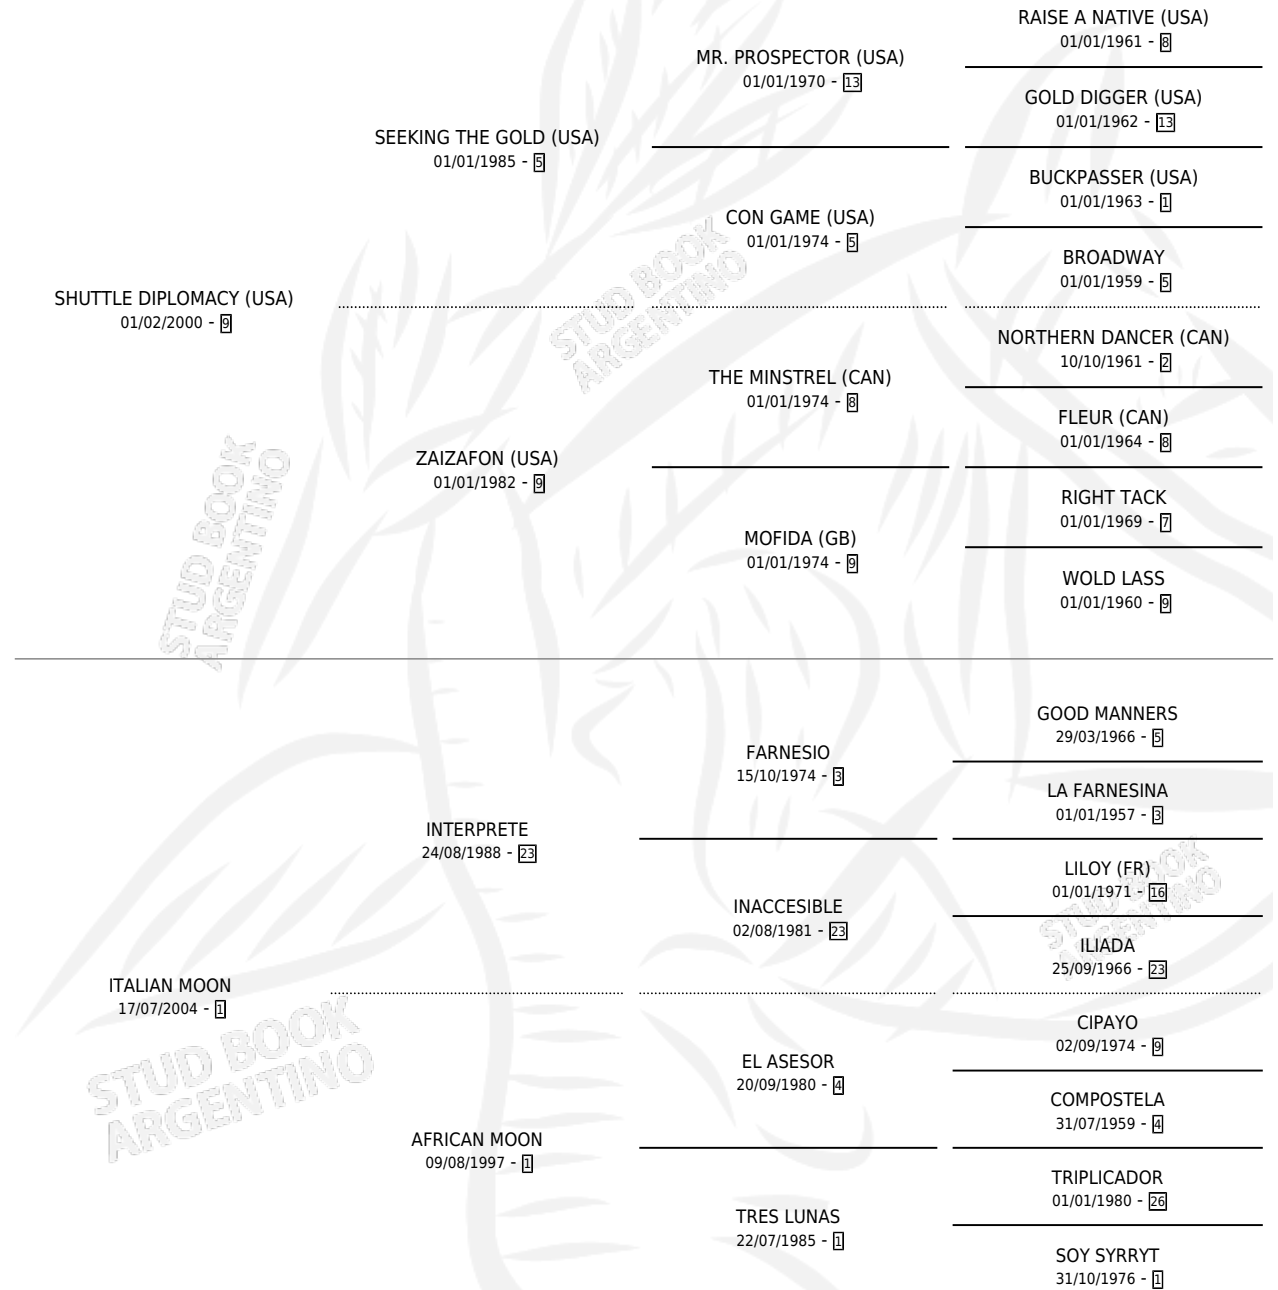 RAISE A NATIVE (USA)
01/01/1961 - 8
MR. PROSPECTOR (USA)
01/01/1970 - 13
GOLD DIGGER (USA)
01/01/1962 - 13
SEEKING THE GOLD (USA)
01/01/1985 - 5
BUCKPASSER (USA)
01/01/1963 - 1
CON GAME (USA)
01/01/1974 - 5
BROADWAY
01/01/1959 - 5
SHUTTLE DIPLOMACY (USA)
01/02/2000 - 9
NORTHERN DANCER (CAN)
10/10/1961 - 2
THE MINSTREL (CAN)
01/01/1974 - 8
FLEUR (CAN)
01/01/1964 - 8
ZAIZAFON (USA)
01/01/1982 - 9
RIGHT TACK
01/01/1969 - 7
MOFIDA (GB)
01/01/1974 - 9
WOLD LASS
01/01/1960 - 9
GOOD MANNERS
29/03/1966 - 5
FARNESIO
15/10/1974 - 3
LA FARNESINA
01/01/1957 - 3
INTERPRETE
24/08/1988 - 23
LILOY (FR)
01/01/1971 - 16
INACCESIBLE
02/08/1981 - 23
ILIADA
25/09/1966 - 23
ITALIAN MOON
17/07/2004 - 1
CIPAYO
02/09/1974 - 9
EL ASESOR
20/09/1980 - 4
COMPOSTELA
31/07/1959 - 4
AFRICAN MOON
09/08/1997 - 1
TRIPLICADOR
01/01/1980 - 26
TRES LUNAS
22/07/1985 - 1
SOY SYRRYT
31/10/1976 - 1
STUD BOOK
ARGENTINO
STUD BOOK
ARGENTINO
STUD BOOK
ARGENTINO
STUD BOOK
ARGENTINO